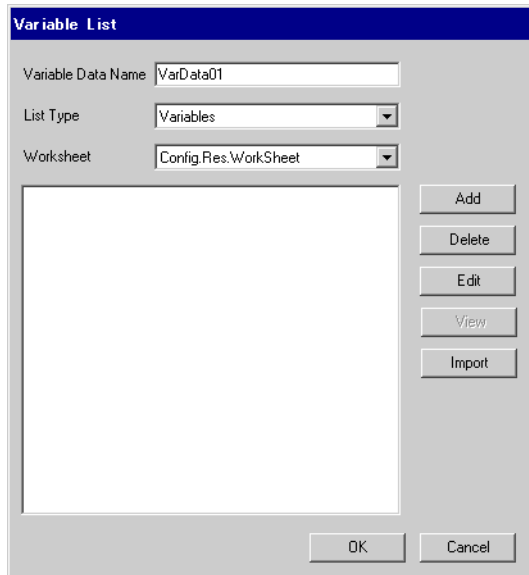 Variable List
Variable Data Name VarData01
List Type Variables
Worksheet Config.Res.WorkSheet
Add
Delete
Edit
View
Import
OK Cancel